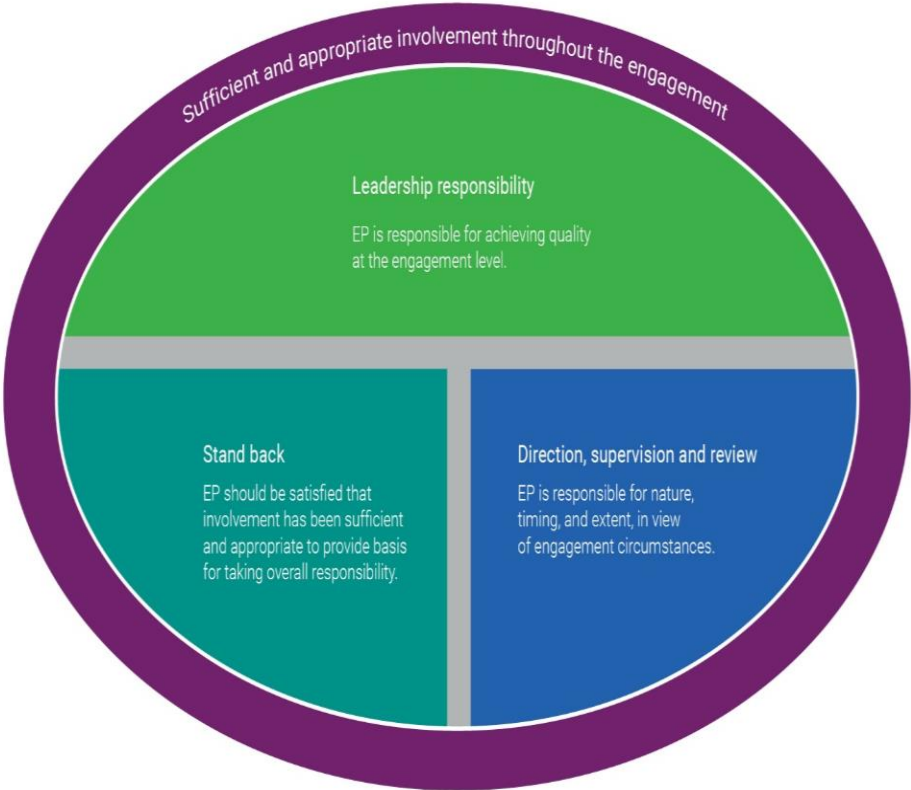 Sufficient and appropriate involvement throughout the engagement
Leadership responsibility
EP is responsible for achieving quality
at the engagement level.
Stand back
EP should be satisfied that
involvement has been sufficient
and appropriate to provide basis
for taking overall responsibility.
Direction, supervision and review
EP is responsible for nature,
timing, and extent, in view
of engagement circumstances.